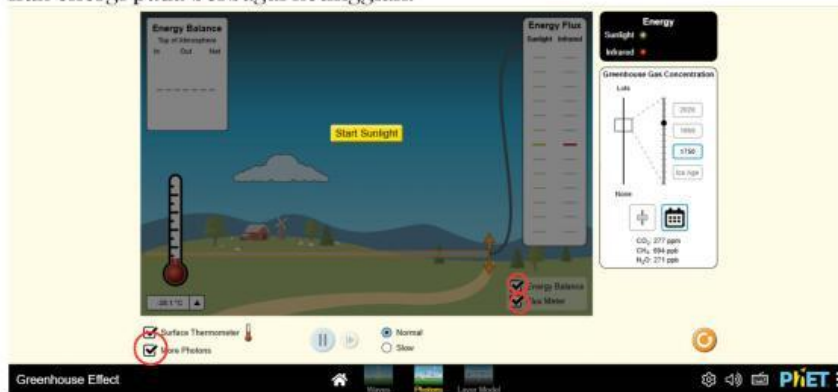 Energy Balance
Top of Atmosphere
In Out Net
Start Sunlight
Energy Flux
Sunlight Infrared
Energy Balance
Flux Meter
Surface Thermometer
More Photons
Normal
Slow
Energy
Sunlight
Infrared
Greenhouse Gas Concentration
Lots
2020
1950
1750
Ice Age
None
CO₂: 277 ppm
CH₄: 694 ppb
N₂O: 271 ppb
Greenhouse Effect
Waves
Photons
Layer Model
PhET